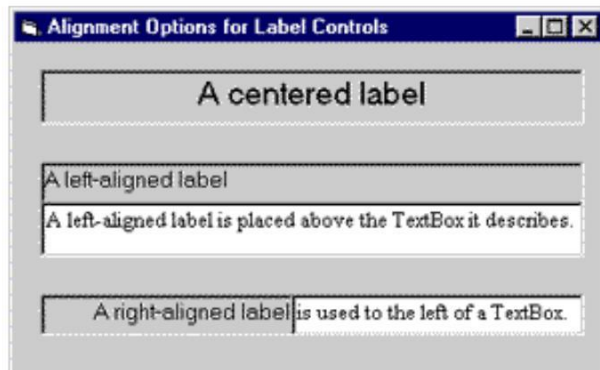 Alignment Options for Label Controls
A centered label
A left-aligned label
A left-aligned label is placed above the TextBox it describes.
A right-aligned label is used to the left of a TextBox.